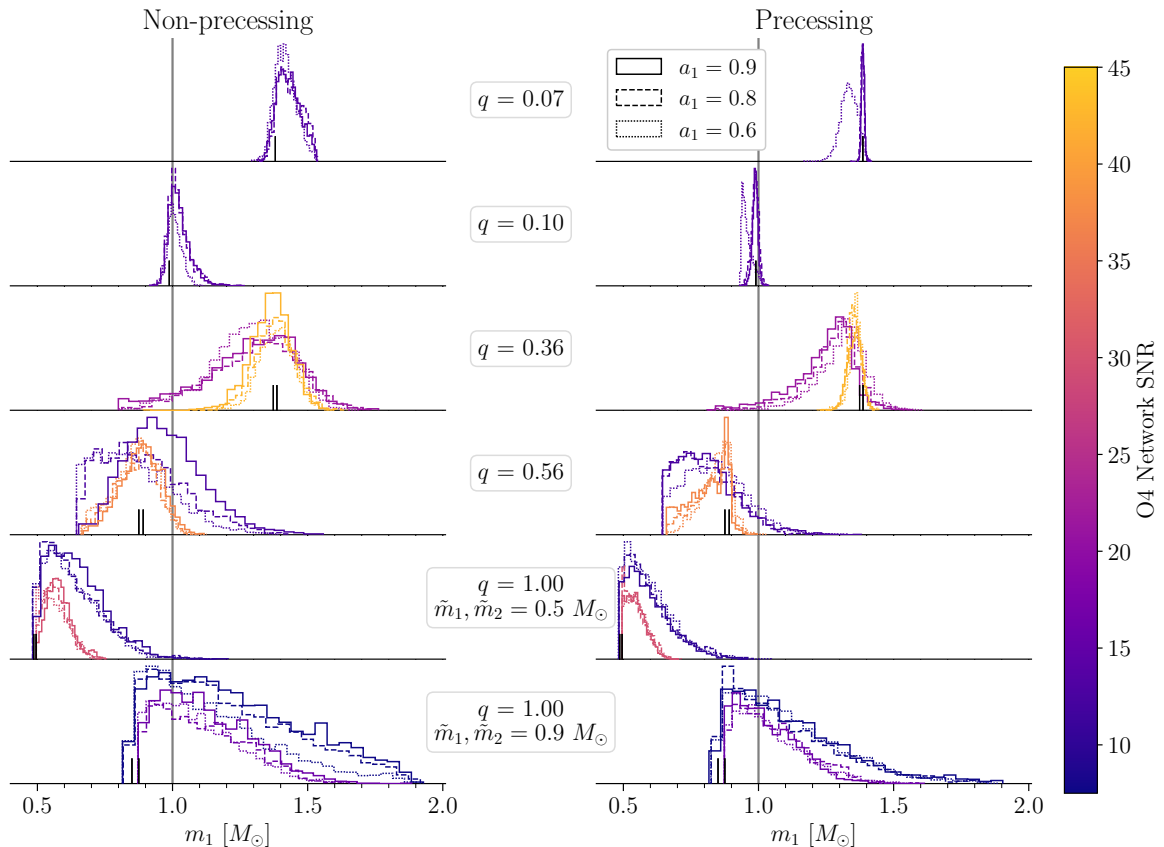 Non-precessing
Precessing
a₁ = 0.9
a₁ = 0.8
a₁ = 0.6
q = 0.07
q = 0.10
q = 0.36
q = 0.56
q = 1.00
m̃₁, m̃₂ = 0.5 M⊙
q = 1.00
m̃₁, m̃₂ = 0.9 M⊙
0.5 1.0 1.5 2.0
m₁ [M⊙]
0.5 1.0 1.5 2.0
m₁ [M⊙]
45
40
35
30
25
20
15
10
O4 Network SNR